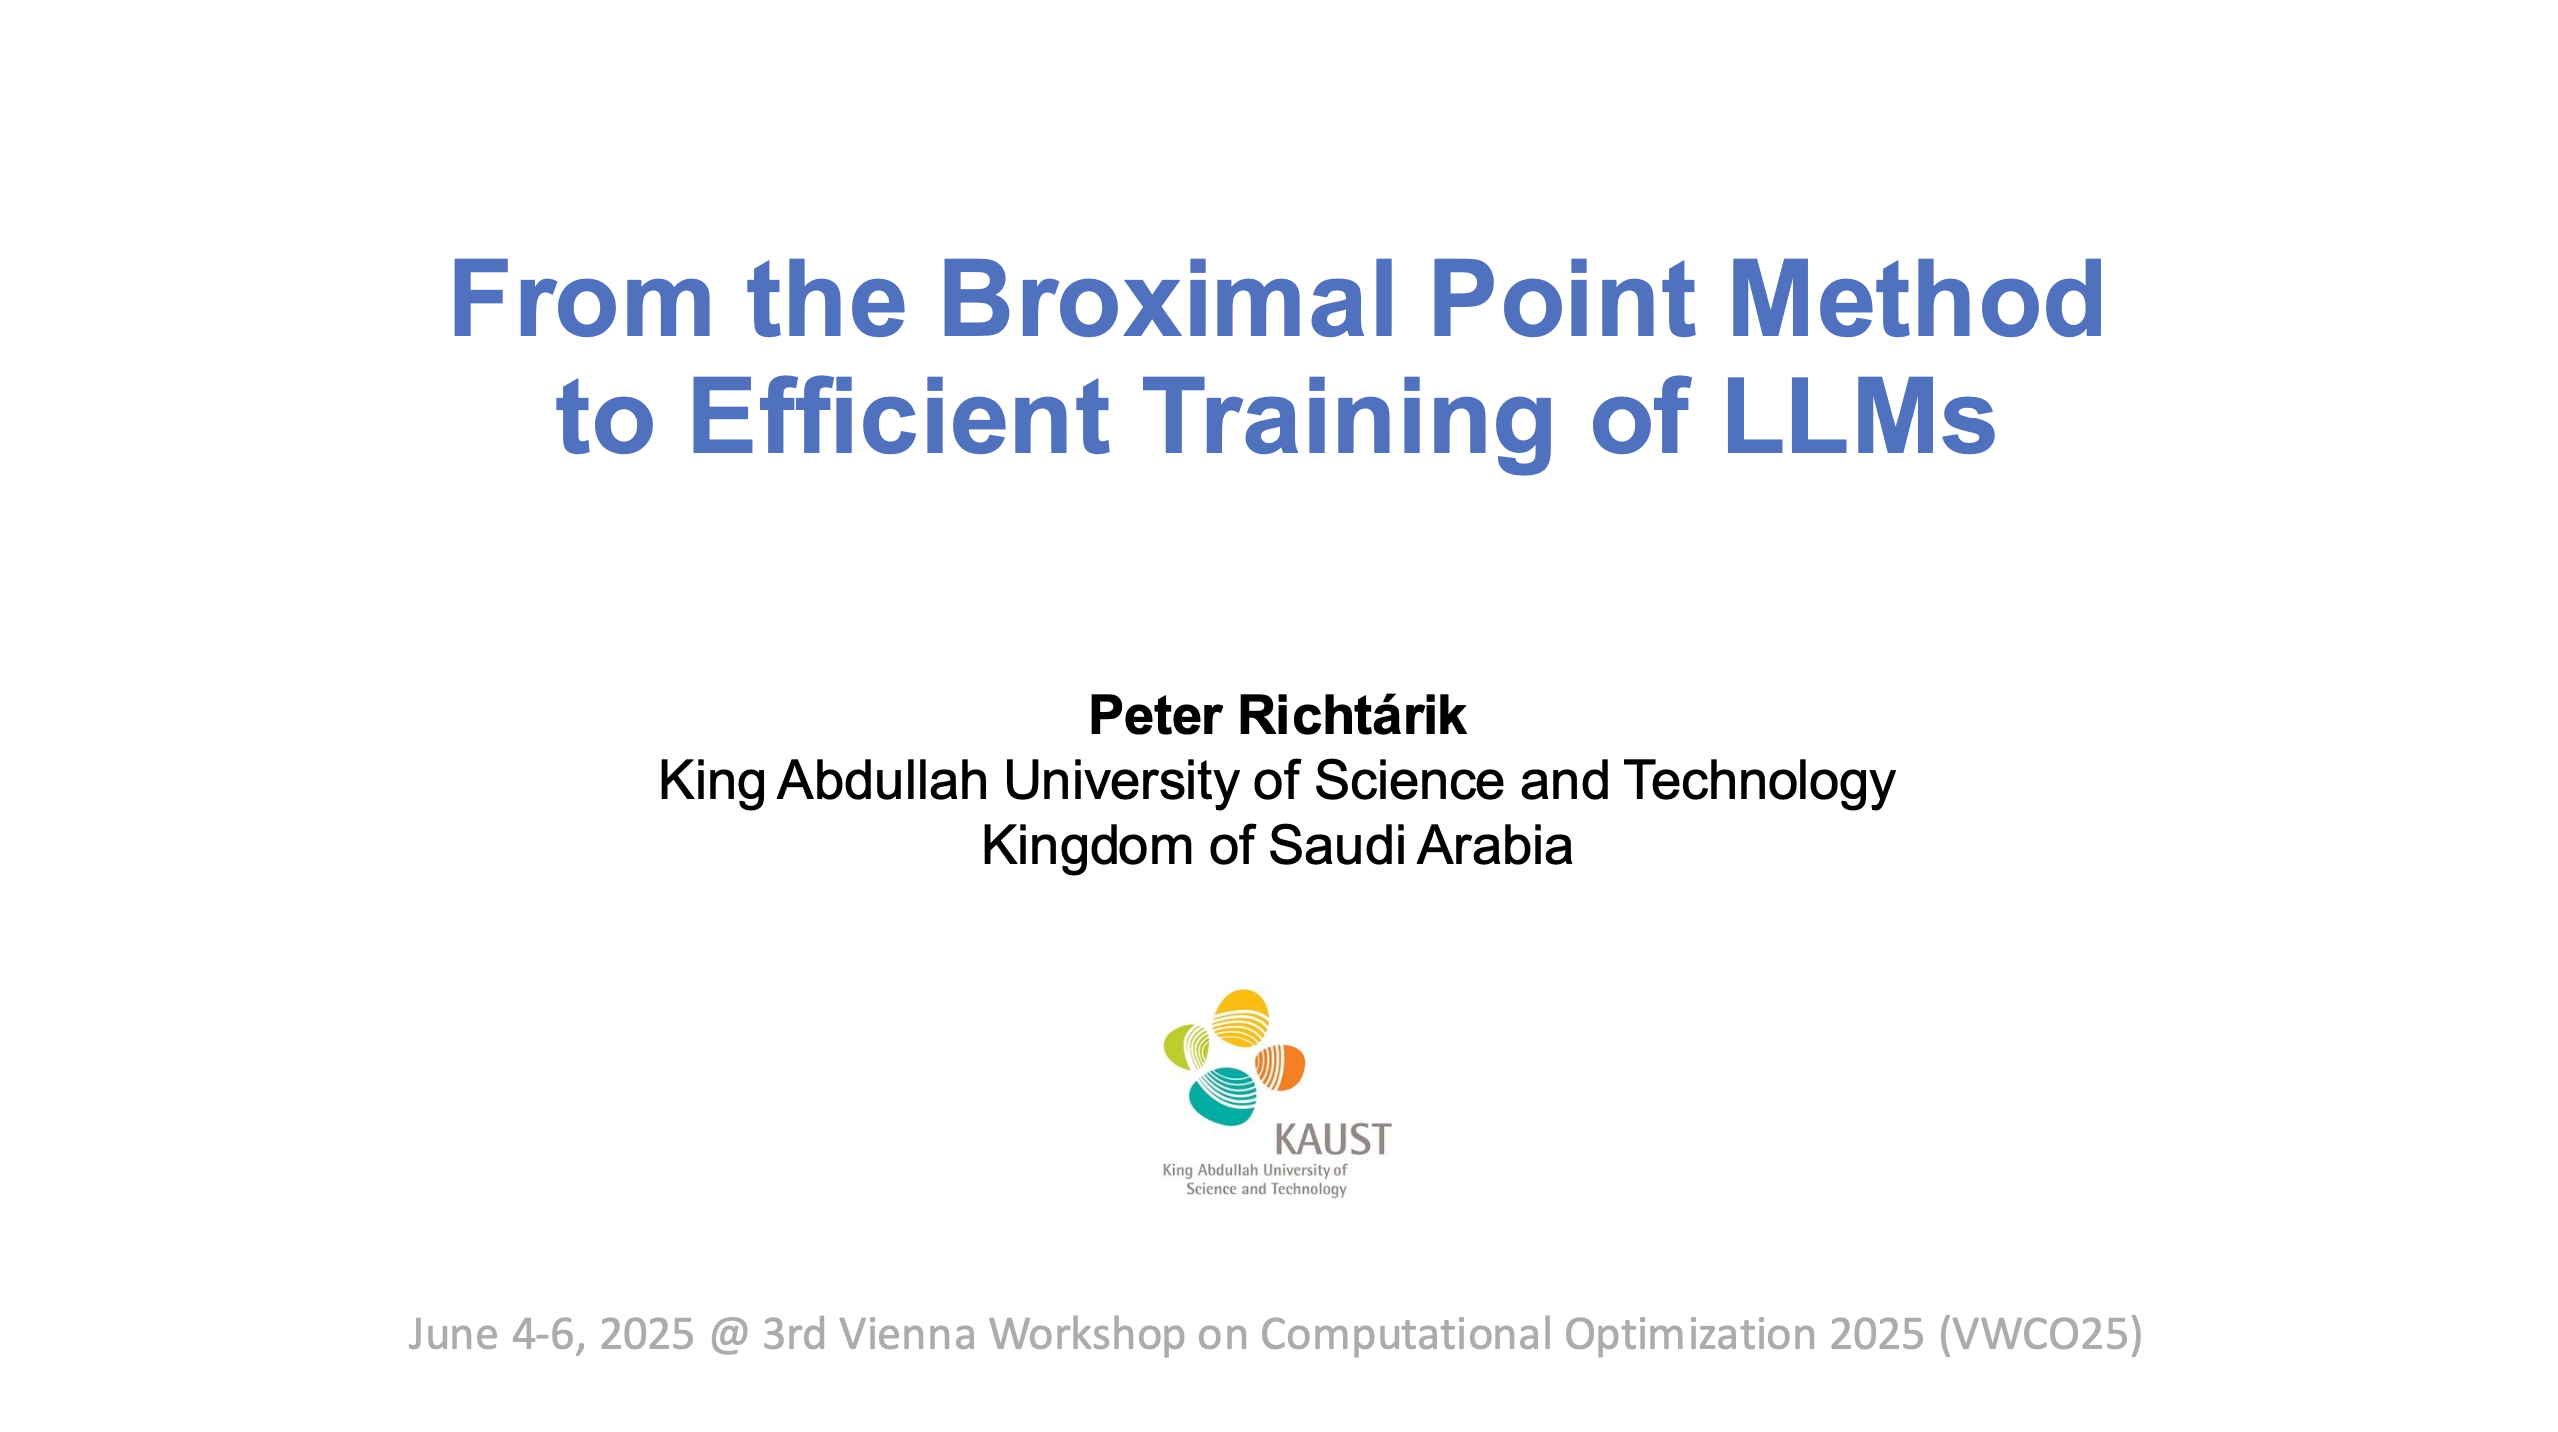 From the Broximal Point Method
to Efficient Training of LLMs
Peter Richtárik
King Abdullah University of Science and Technology
Kingdom of Saudi Arabia
KAUST
King Abdullah University of
Science and Technology
June 4-6, 2025 @ 3rd Vienna Workshop on Computational Optimization 2025 (VWCO25)